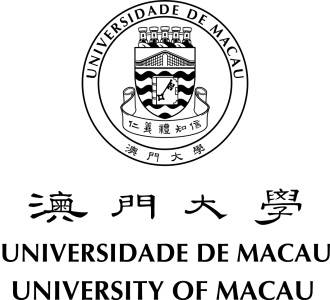 UNIVERSIDADE DE MACAU
仁義禮知信
澳門大學
澳門大學
UNIVERSIDADE DE MACAU
UNIVERSITY OF MACAU